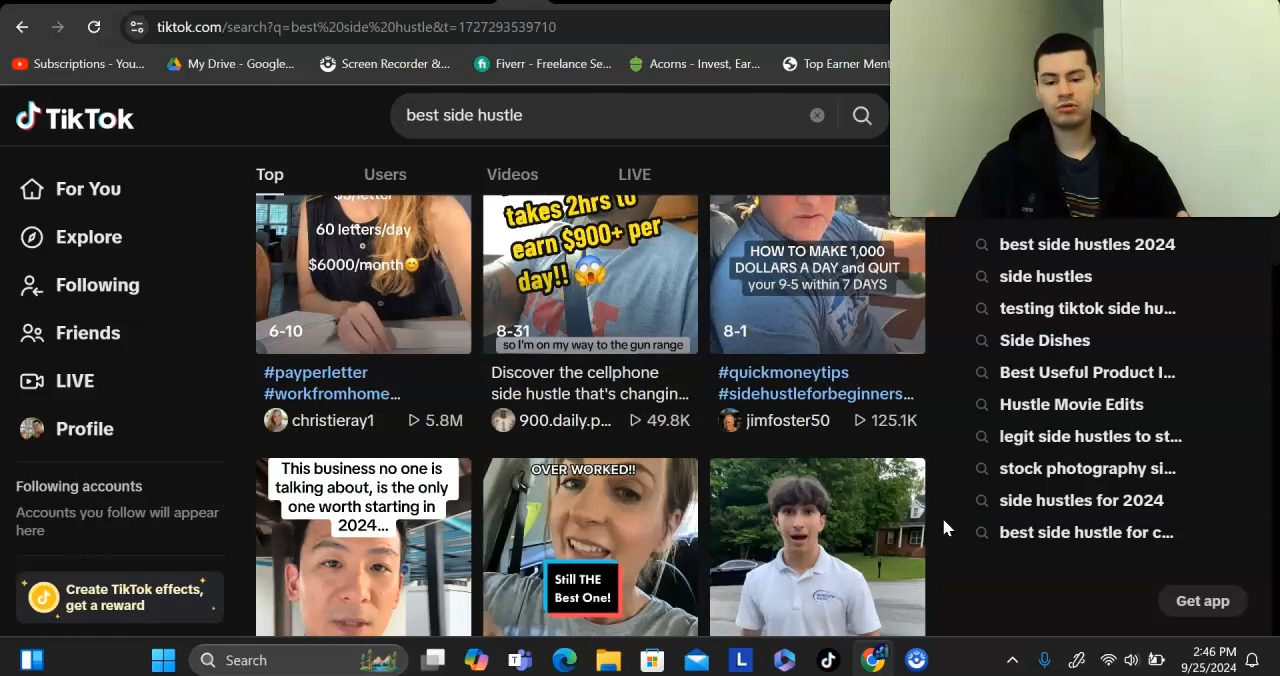 tiktok.com/search?q=best%20side%20hustle&t=1727293539710
Subscriptions - You...
My Drive - Google...
Screen Recorder &...
Fiverr - Freelance Se...
Acorns - Invest, Ear...
Top Earner Ment
TikTok
best side hustle
For You
Explore
Following
Friends
LIVE
Profile
Following accounts
Accounts you follow will appear
here
Create TikTok effects,
get a reward
Top
Users
Videos
LIVE
$5/letter
60 letters/day
$6000/month😊
6-10
#payperletter
#workfromhome...
christieray1
5.8M
takes 2hrs to
earn $900+ per
day!! 😱
8-31
so I'm on my way to the gun range
Discover the cellphone
side hustle that's changin...
900.daily.p...
49.8K
HOW TO MAKE 1,000
DOLLARS A DAY and QUIT
your 9-5 within 7 DAYS
8-1
#quickmoneytips
#sidehustleforbeginners...
jimfoster50
125.1K
This business no one is
talking about, is the only
one worth starting in
2024...
OVER WORKED!!
Still THE
Best One!
best side hustles 2024
side hustles
testing tiktok side hu...
Side Dishes
Best Useful Product I...
Hustle Movie Edits
legit side hustles to st...
stock photography si...
side hustles for 2024
best side hustle for c...
Get app
Search
2:46 PM
9/25/2024